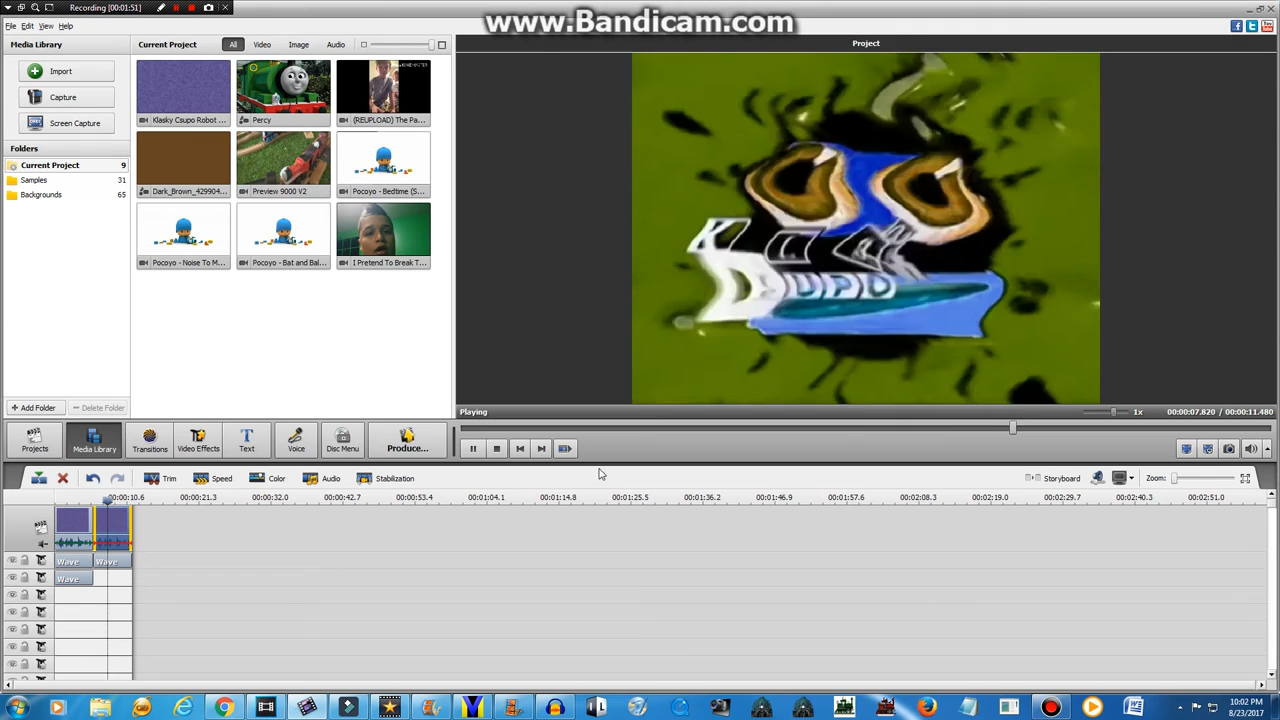 Recording [00:01:51]
www.Bandicam.com
File Edit View Help
Media Library
Current Project All Video Image Audio
Project
Import
Capture
Screen Capture
Folders
Current Project 9
Samples 31
Backgrounds 65
Klasky Csupo Robot ...
Percy
(REUPLOAD) The Pa...
Dark_Brown_429904...
Preview 9000 V2
Pocoyo - Bedtime (S...
Pocoyo - Noise To M...
Pocoyo - Bat and Bal...
I Pretend To Break T...
Add Folder Delete Folder
Playing 1x 00:00:07.820 / 00:00:11.480
Projects Media Library Transitions Video Effects Text Voice Disc Menu Produce...
Trim Speed Color Audio Stabilization Storyboard Zoom:
00:00:10.6 00:00:21.3 00:00:32.0 00:00:42.7 00:00:53.4 00:01:04.1 00:01:14.8 00:01:25.5 00:01:36.2 00:01:46.9 00:01:57.6 00:02:08.3 00:02:19.0 00:02:29.7 00:02:40.3 00:02:51.0
Wave Wave
Wave
10:02 PM
8/23/2017